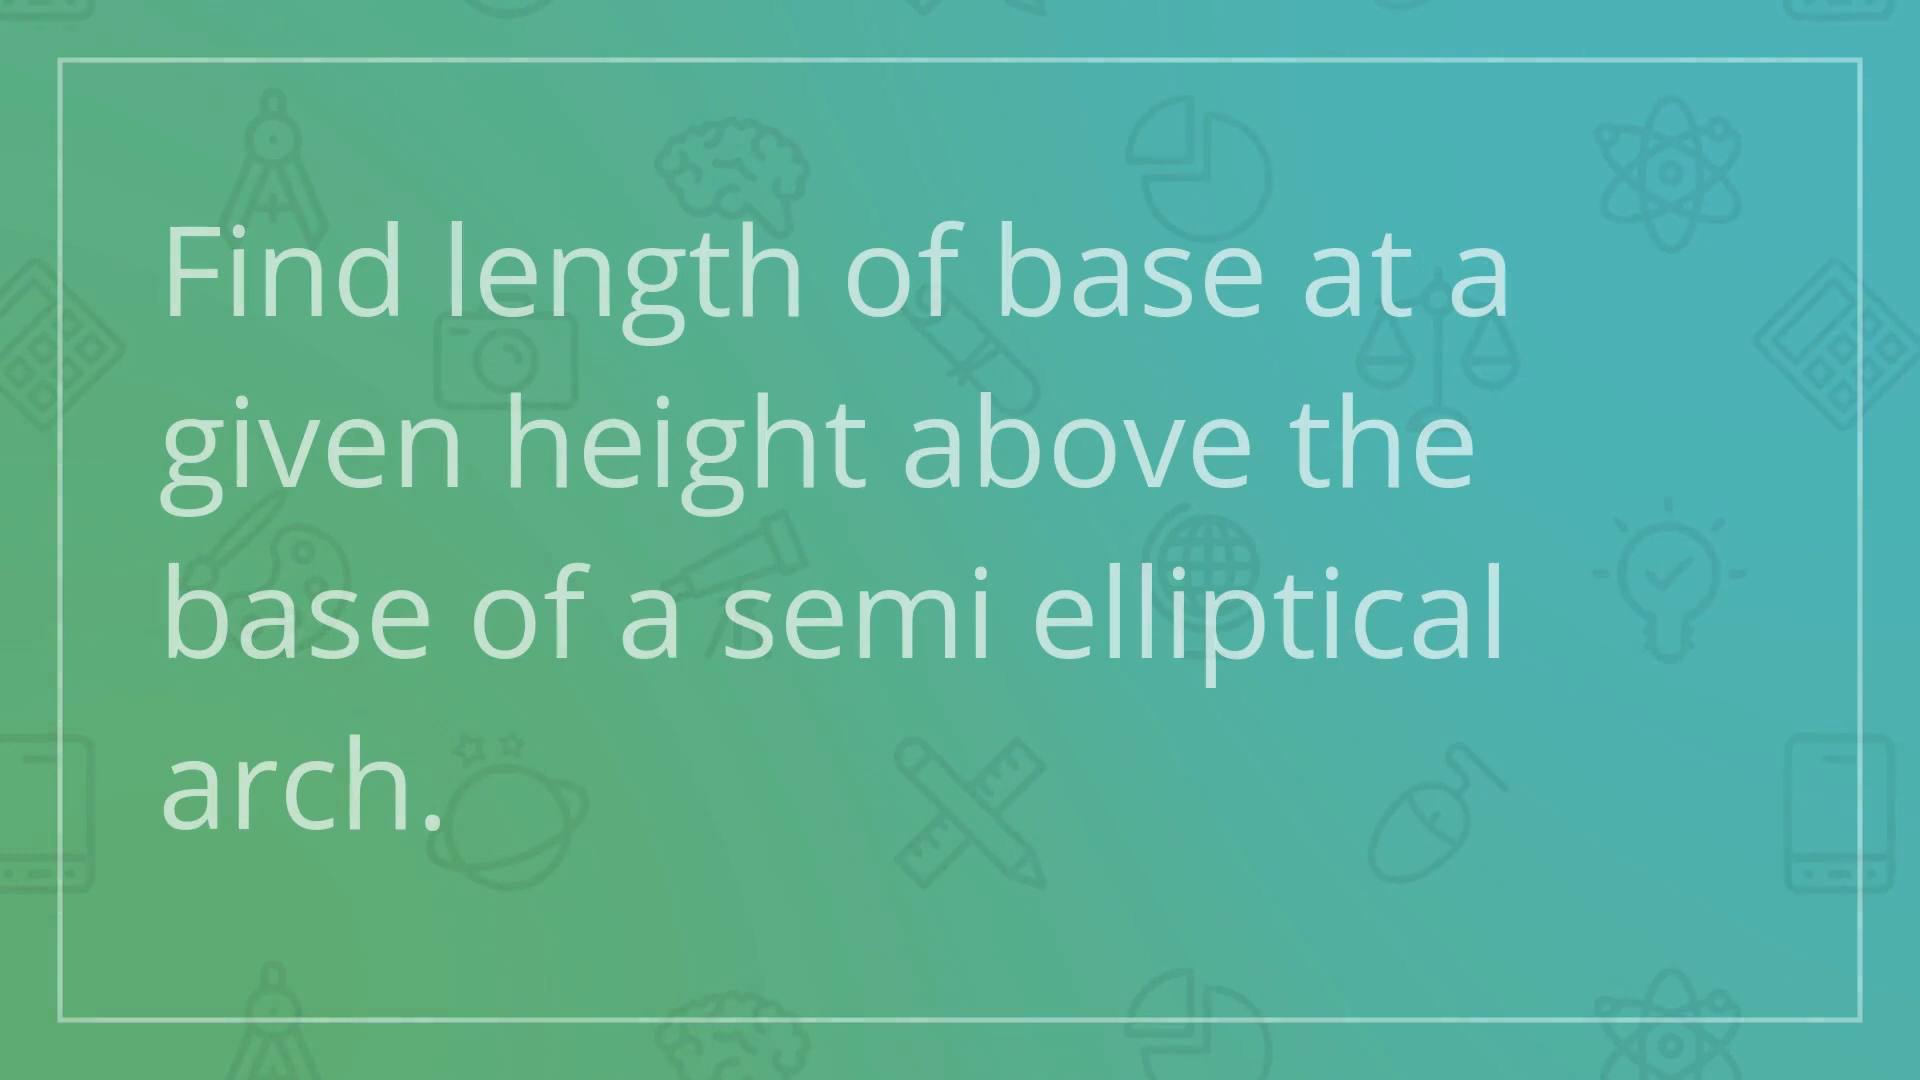 Find length of base at a
given height above the
base of a semi elliptical
arch.